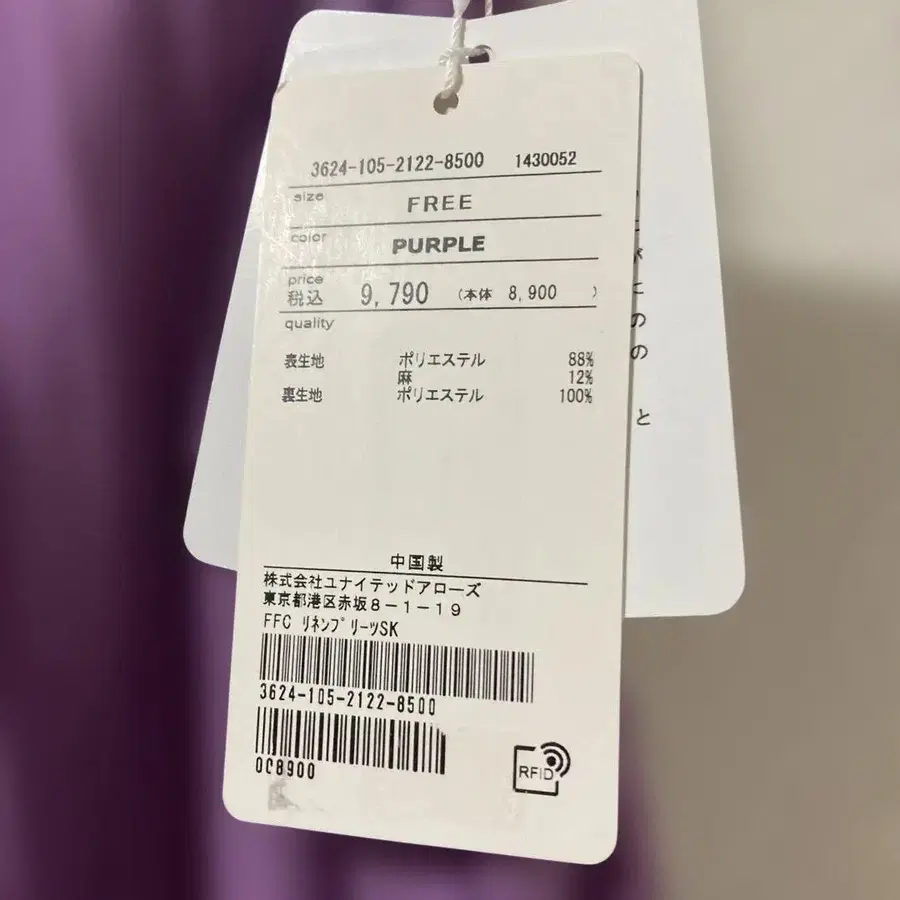 3624-105-2122-8500 1430052
size FREE
color PURPLE
price
税込 9,790 (本体 8,900 )
quality
表生地 ポリエステル 88%
麻 12%
裏生地 ポリエステル 100%
中国製
株式会社ユナイテッドアローズ
東京都港区赤坂8-1-19
FFC リネンプリーツSK
3624-105-2122-8500
008900
RFID
が
に
の
の
と